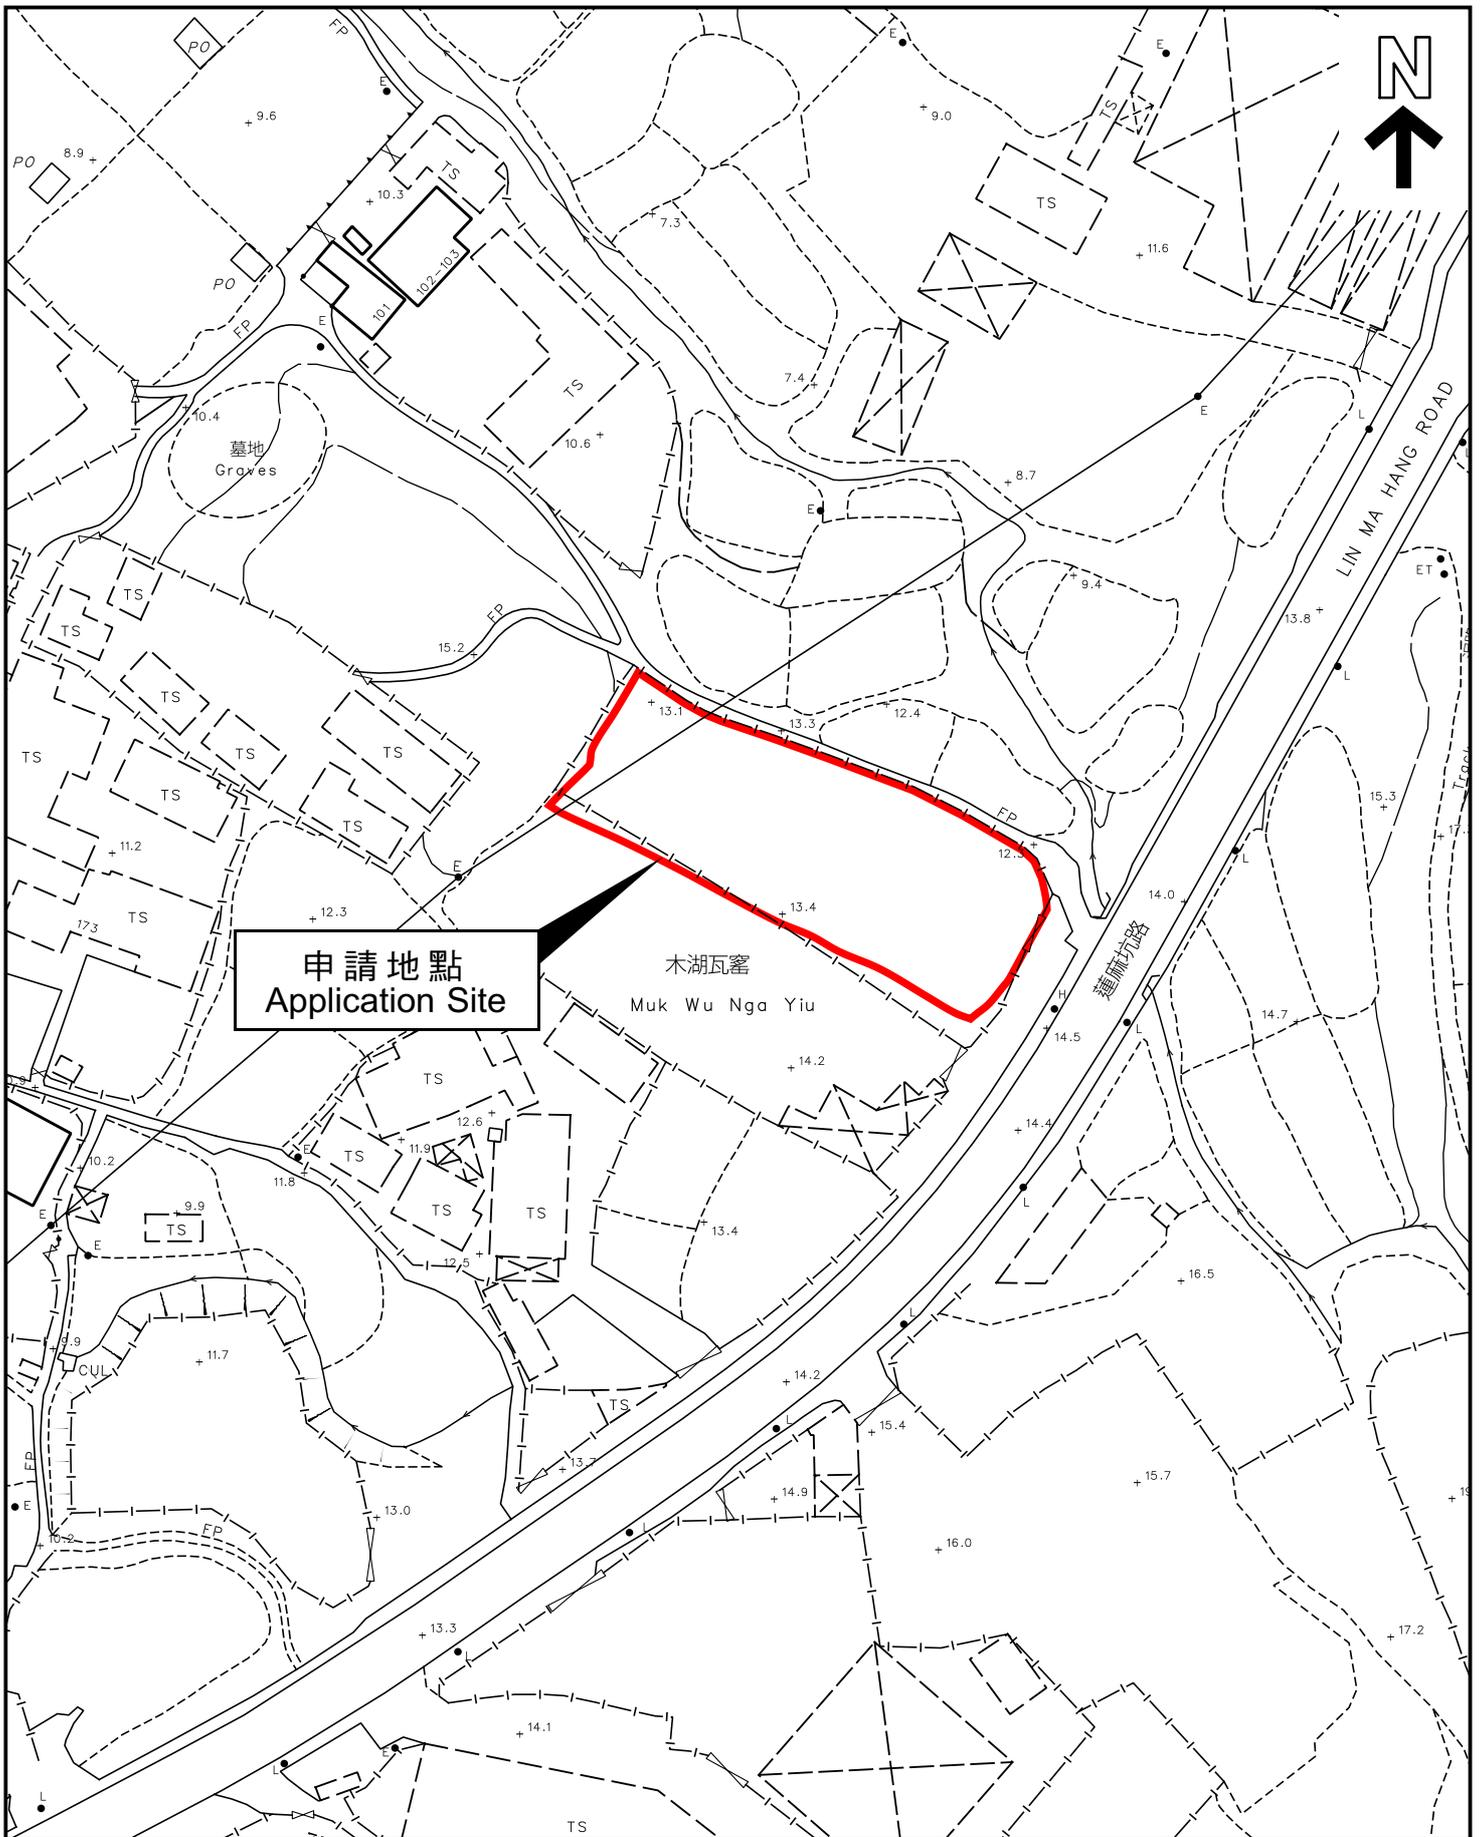 N
FP
PO
E
E
E
9.6
9.0
TS
PO
8.9
TS
10.3
TS
7.3
11.6
102-103
PO
101
FP
E
7.4
TS
E
10.4
L
LIN MA HANG ROAD
墓地
Graves
10.6
8.7
E
ET
TS
9.4
13.8
TS
FP
15.2
L
TS
13.1
13.3
12.4
TS
TS
TS
TS
15.3
TS
FP
11.2
12.3
E
L
14.0
12.3
13.4
TS
173
蓮麻坑路
申請地點
Application Site
木湖瓦窰
Muk Wu Nga Yiu
H
14.7
L
14.5
14.2
TS
12.6
14.4
11.9
TS
E
10.2
11.8
L
9.9
TS
TS
TS
13.4
E
E
12.5
16.5
L
9.9
CUL
11.7
14.2
TS
L
15.4
FP
13.7
15.7
14.9
E
13.0
FP
10.2
L
16.0
13.3
17.2
L
14.1
E
L
L
TS